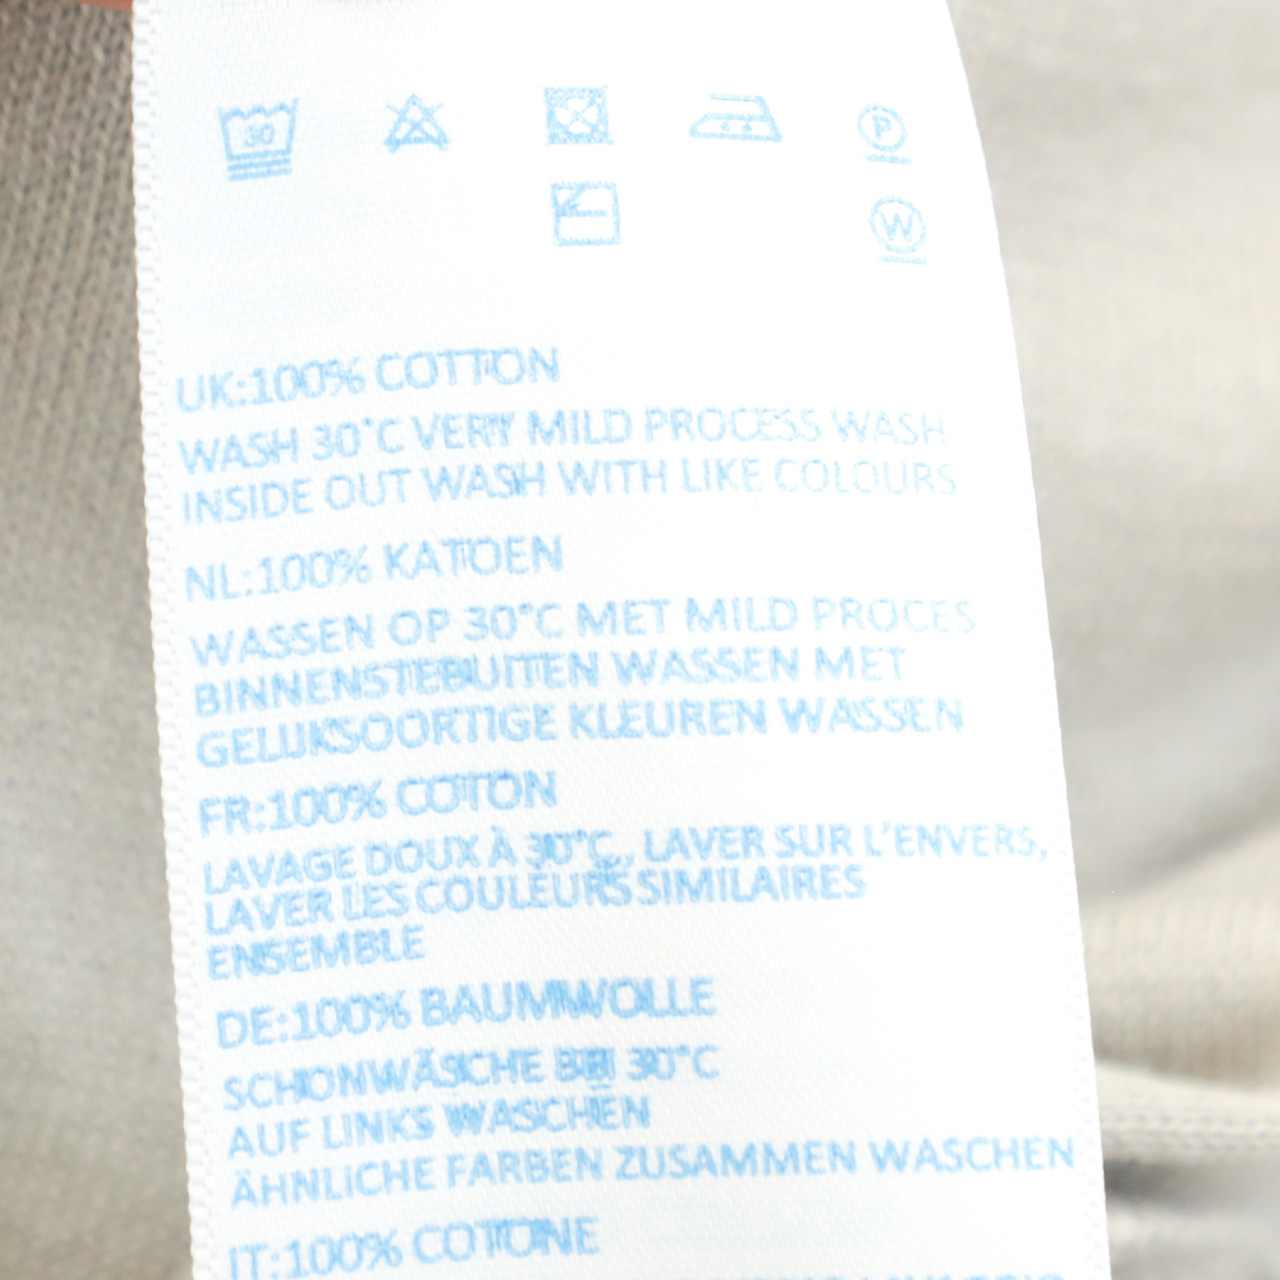 30
P
W
UK:100% COTTON
WASH 30°C VERY MILD PROCESS WASH
INSIDE OUT WASH WITH LIKE COLOURS
NL:100% KATOEN
WASSEN OP 30°C MET MILD PROCES
BINNENSTEBUITEN WASSEN MET
GELIJKSOORTIGE KLEUREN WASSEN
FR:100% COTON
LAVAGE DOUX À 30°C, LAVER SUR L'ENVERS,
LAVER LES COULEURS SIMILAIRES
ENSEMBLE
DE:100% BAUMWOLLE
SCHONWÄSCHE BEI 30°C
AUF LINKS WASCHEN
ÄHNLICHE FARBEN ZUSAMMEN WASCHEN
IT:100% COTONE